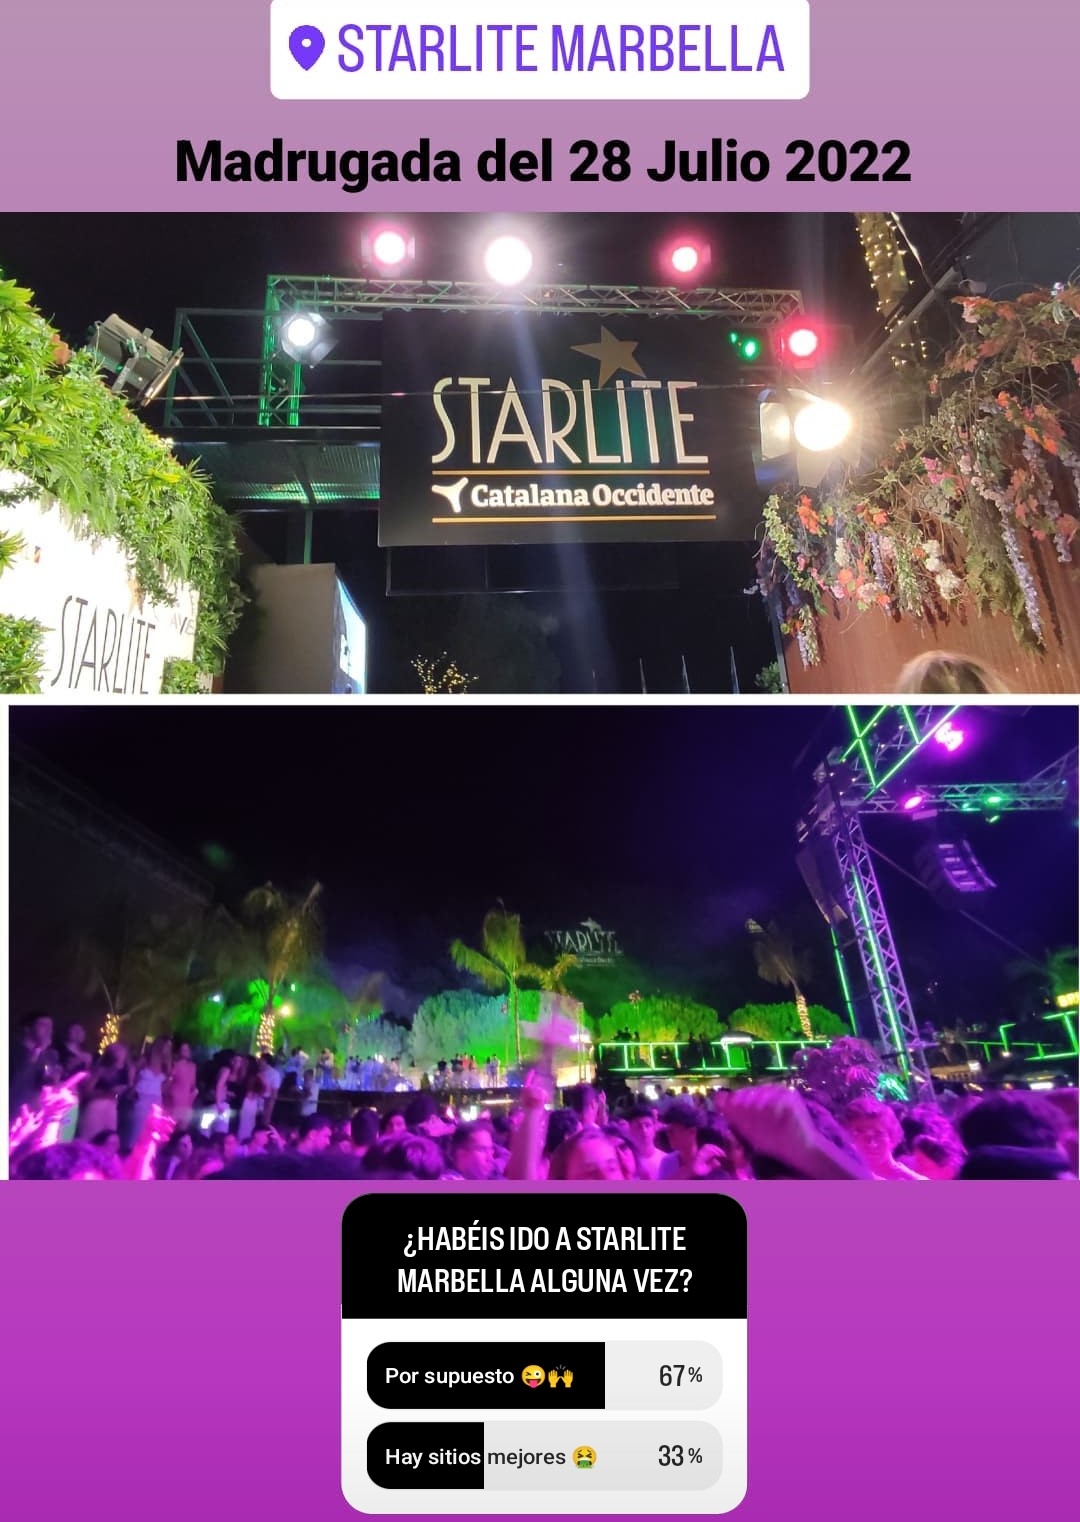 STARLITE MARBELLA
Madrugada del 28 Julio 2022
STARLITE
Catalana Occidente
STARLITE
STARLITE
¿HABÉIS IDO A STARLITE
MARBELLA ALGUNA VEZ?
Por supuesto 😜🙌 67%
Hay sitios mejores 🤮 33%